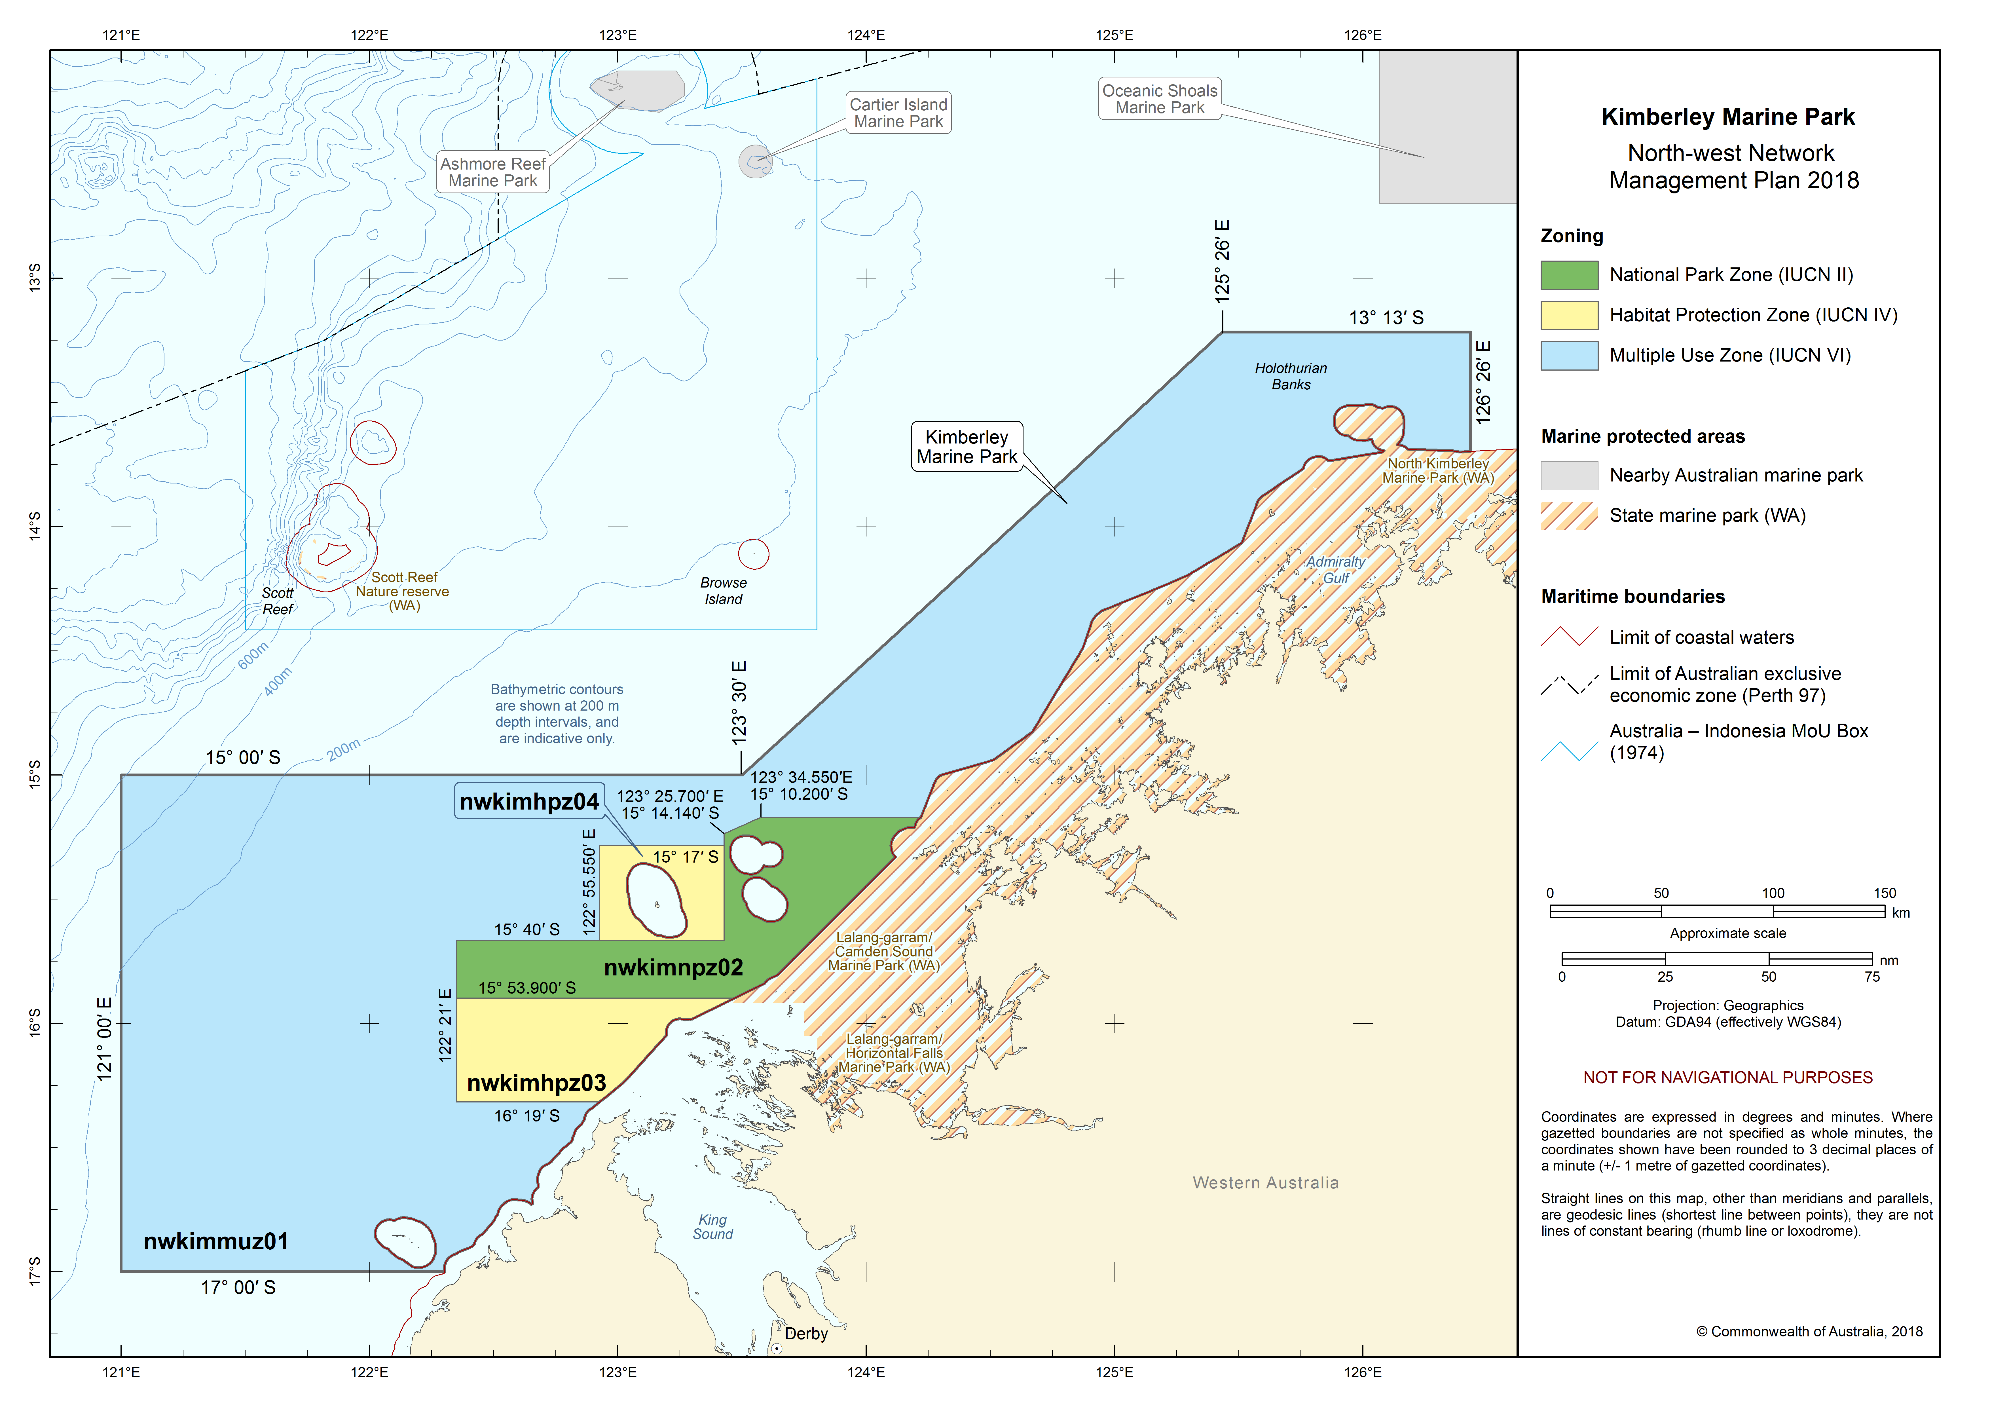 121°E
122°E
123°E
124°E
125°E
126°E
13°S
14°S
15°S
16°S
17°S
Ashmore Reef
Marine Park
Cartier Island
Marine Park
Oceanic Shoals
Marine Park
125° 26′ E
13° 13′ S
126° 26′ E
Holothurian
Banks
Kimberley
Marine Park
North Kimberley
Marine Park (WA)
Admiralty
Gulf
Scott
Reef
Scott Reef
Nature reserve
(WA)
Browse
Island
600m
400m
200m
Bathymetric contours
are shown at 200 m
depth intervals, and
are indicative only.
123° 30′ E
15° 00′ S
nwkimhpz04
123° 25.700′ E
15° 14.140′ S
123° 34.550′E
15° 10.200′ S
122° 55.550′ E
15° 17′ S
15° 40′ S
nwkimnpz02
15° 53.900′ S
122° 21′ E
121° 00′ E
nwkimhpz03
16° 19′ S
Lalang-garram/
Camden Sound
Marine Park (WA)
Lalang-garram/
Horizontal Falls
Marine Park (WA)
Western Australia
King
Sound
nwkimmuz01
17° 00′ S
Derby
121°E
122°E
123°E
124°E
125°E
126°E
Kimberley Marine Park
North-west Network
Management Plan 2018
Zoning
National Park Zone (IUCN II)
Habitat Protection Zone (IUCN IV)
Multiple Use Zone (IUCN VI)
Marine protected areas
Nearby Australian marine park
State marine park (WA)
Maritime boundaries
Limit of coastal waters
Limit of Australian exclusive
economic zone (Perth 97)
Australia – Indonesia MoU Box
(1974)
0 50 100 150
km
Approximate scale
nm
0 25 50 75
Projection: Geographics
Datum: GDA94 (effectively WGS84)
NOT FOR NAVIGATIONAL PURPOSES
Coordinates are expressed in degrees and minutes. Where
gazetted boundaries are not specified as whole minutes, the
coordinates shown have been rounded to 3 decimal places of
a minute (+/- 1 metre of gazetted coordinates).
Straight lines on this map, other than meridians and parallels,
are geodesic lines (shortest line between points), they are not
lines of constant bearing (rhumb line or loxodrome).
© Commonwealth of Australia, 2018